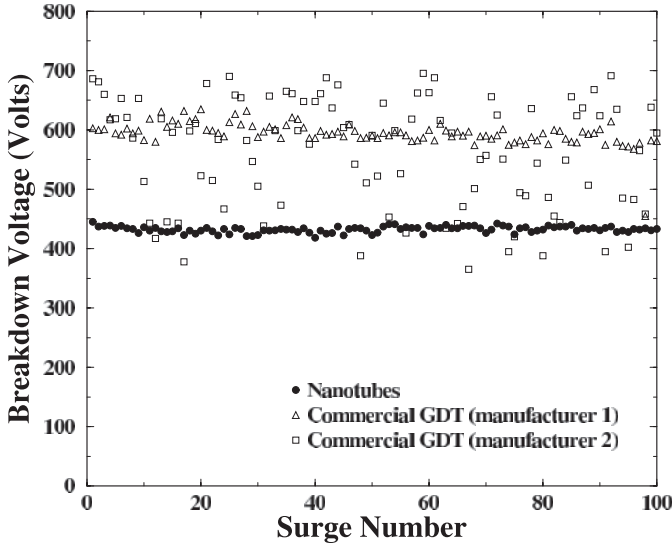 800
700
600
500
400
300
200
100
0
Breakdown Voltage (Volts)
Nanotubes
Commercial GDT (manufacturer 1)
Commercial GDT (manufacturer 2)
0 20 40 60 80 100
Surge Number